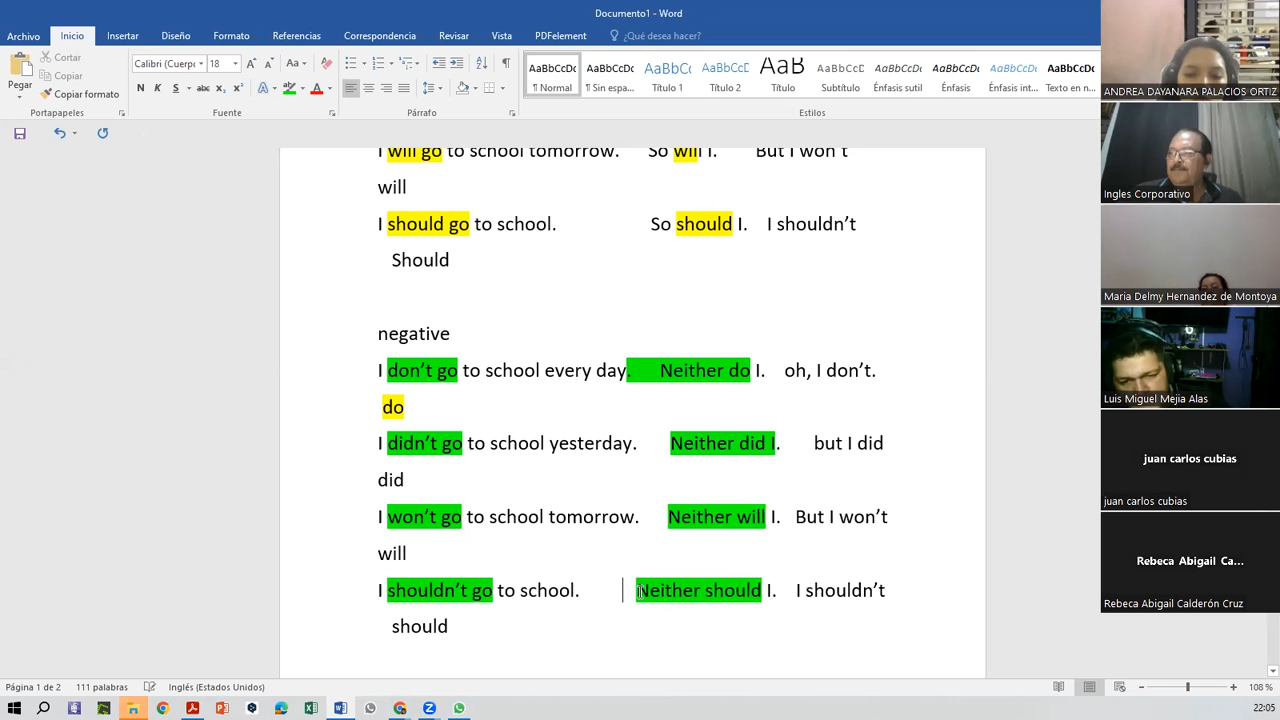 Documento1 - Word
Archivo Inicio Insertar Diseño Formato Referencias Correspondencia Revisar Vista PDFelement ¿Qué desea hacer?
Pegar Cortar
Copiar
Copiar formato
Calibri (Cuerpo 18
N K S abc x₂ x²
AaBbCcDc AaBbCcDc AaBbCcI AaBbCcD AaB AaBbCcD AaBbCcDc AaBbCcDc AaBbCcDc AaBbCcDc
¶ Normal ¶ Sin espa... Título 1 Título 2 Título Subtítulo Énfasis sutil Énfasis Énfasis int... Texto en n...
Portapapeles Fuente Párrafo Estilos
I will go to school tomorrow. So will I. But I won't
will
I should go to school. So should I. I shouldn't
Should
negative
I don't go to school every day. Neither do I. oh, I don't.
do
I didn't go to school yesterday. Neither did I. but I did
did
I won't go to school tomorrow. Neither will I. But I won't
will
I shouldn't go to school. Neither should I. I shouldn't
should
ANDREA DAYANARA PALACIOS ORTIZ
Ingles Corporativo
Maria Delmy Hernandez de Montoya
Luis Miguel Mejia Alas
juan carlos cubias
juan carlos cubias
Rebeca Abigail Ca...
Rebeca Abigail Calderón Cruz
Página 1 de 2 111 palabras Inglés (Estados Unidos) 108 %
22:05